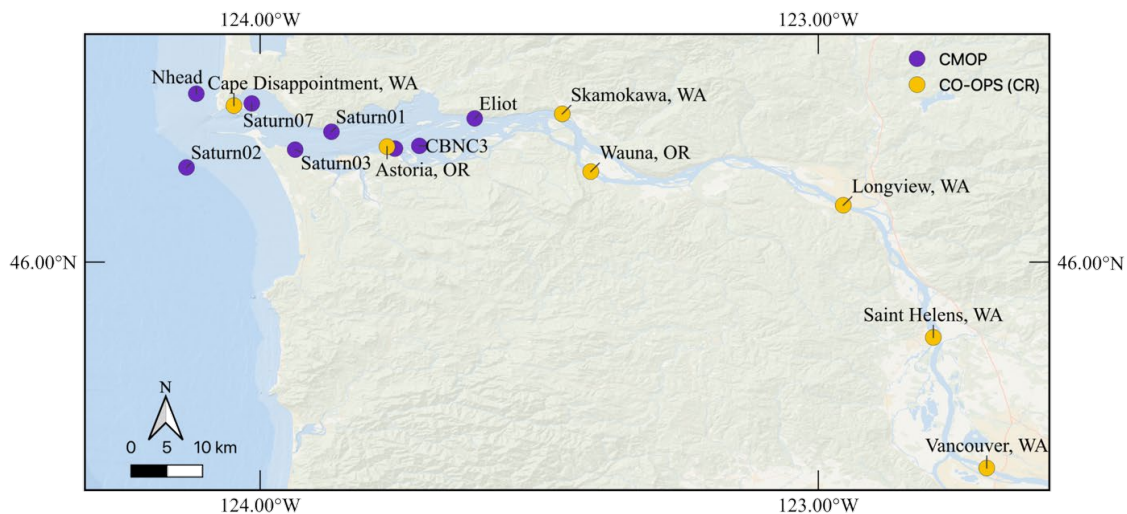 124.00°W 123.00°W
CMOP
Nhead Cape Disappointment, WA
CO-OPS (CR)
Skamokawa, WA
Eliot
Saturn01
Saturn07
CBNC3
Wauna, OR
Saturn02
Saturn03
Astoria, OR
Longview, WA
46.00°N 46.00°N
Saint Helens, WA
N
0 5 10 km
Vancouver, WA
124.00°W 123.00°W